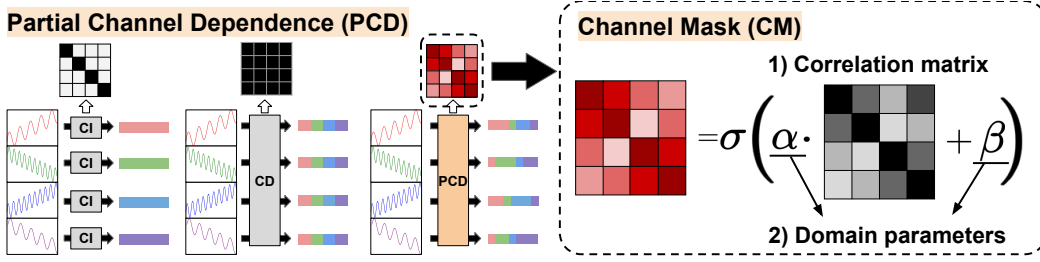 Partial Channel Dependence (PCD)
CI
CI
CI
CI
CD
PCD
Channel Mask (CM)
1) Correlation matrix
=σ(α· + β)
2) Domain parameters